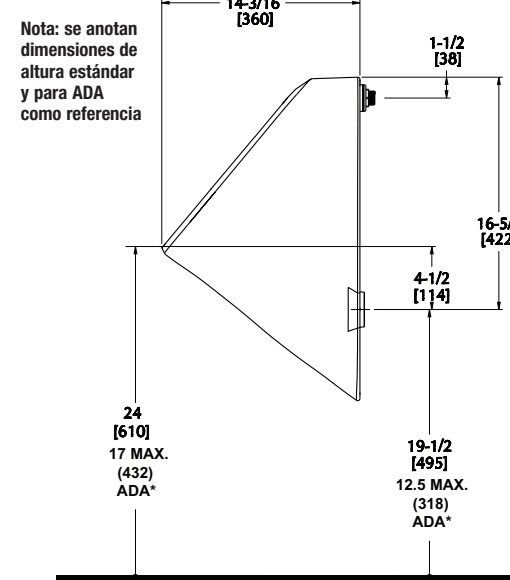 14-3/16
[360]
Nota: se anotan
dimensiones de
altura estándar
y para ADA
como referencia
1-1/2
[38]
4-1/2
[114]
24
[610]
17 MAX.
(432)
ADA*
19-1/2
[495]
12.5 MAX.
(318)
ADA*